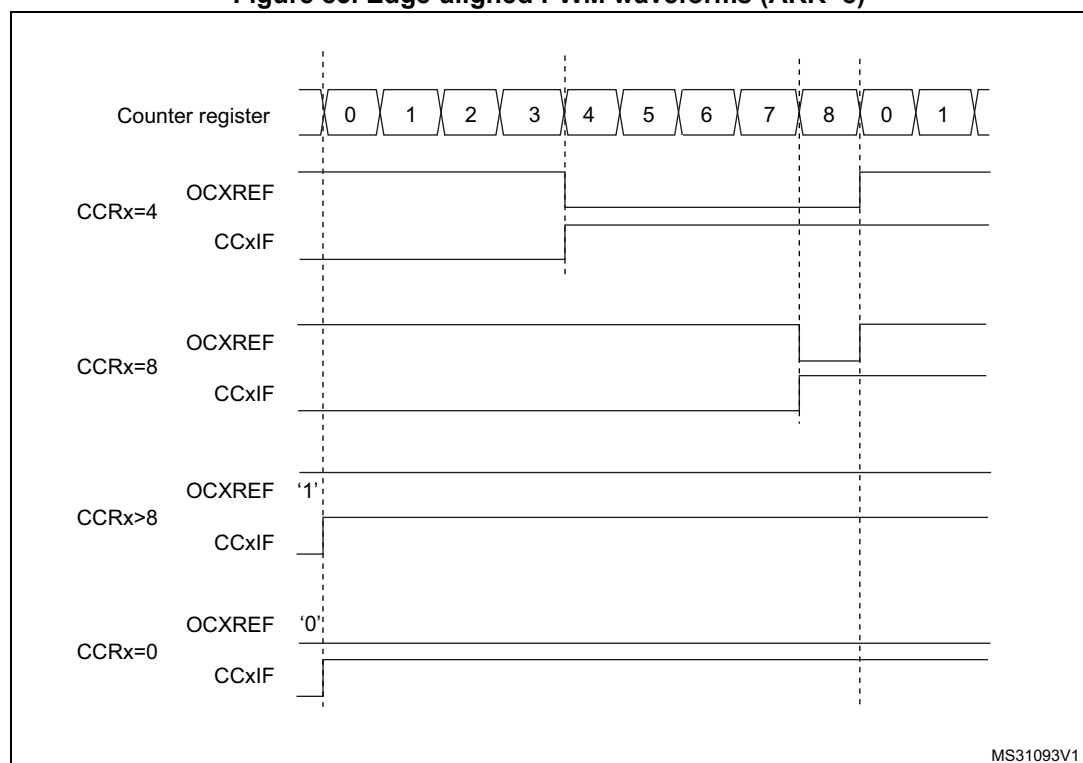 Figure Edge-aligned PWM waveforms (ARR=8)
Counter register 0 1 2 3 4 5 6 7 8 0 1
OCXREF
CCRx=4
CCxIF
OCXREF
CCRx=8
CCxIF
OCXREF ‘1’
CCRx>8
CCxIF
OCXREF ‘0’
CCRx=0
CCxIF
MS31093V1